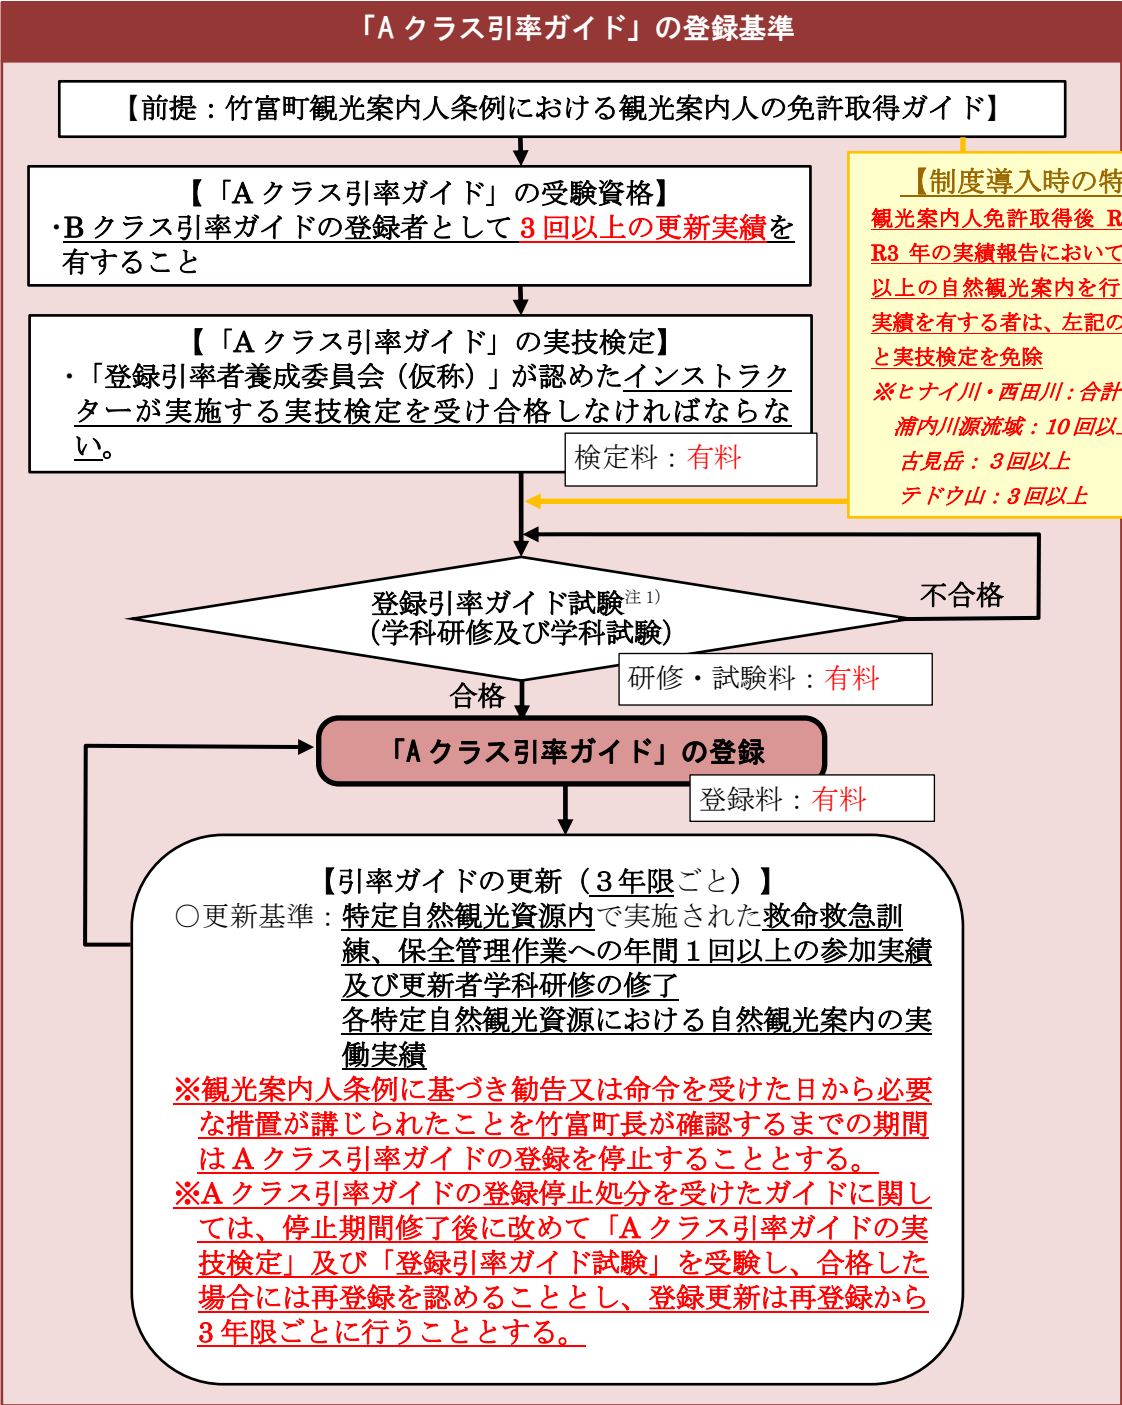 「Aクラス引率ガイド」の登録基準
【前提：竹富町観光案内人条例における観光案内人の免許取得ガイド】
【「Aクラス引率ガイド」の受験資格】
・Bクラス引率ガイドの登録者として3回以上の更新実績を
有すること
【制度導入時の特
観光案内人免許取得後 R
R3 年の実績報告において
以上の自然観光案内を行
実績を有する者は、左記の
と実技検定を免除
※ヒナイ川・西田川：合計
浦内川源流域：10回以上
古見岳：３回以上
テドウ山：3回以上
【「Aクラス引率ガイド」の実技検定】
・「登録引率者養成委員会（仮称）」が認めたインストラク
ターが実施する実技検定を受け合格しなければならな
い。
検定料：有料
登録引率ガイド試験注1）
（学科研修及び学科試験）
不合格
研修・試験料：有料
合格
「Aクラス引率ガイド」の登録
登録料：有料
【引率ガイドの更新（３年限ごと）】
○更新基準：特定自然観光資源内で実施された救命救急訓
練、保全管理作業への年間１回以上の参加実績
及び更新者学科研修の修了
各特定自然観光資源における自然観光案内の実
働実績
※観光案内人条例に基づき勧告又は命令を受けた日から必要
な措置が講じられたことを竹富町長が確認するまでの期間
はAクラス引率ガイドの登録を停止することとする。
※Aクラス引率ガイドの登録停止処分を受けたガイドに関し
ては、停止期間修了後に改めて「Aクラス引率ガイドの実
技検定」及び「登録引率ガイド試験」を受験し、合格した
場合には再登録を認めることとし、登録更新は再登録から
3年限ごとに行うこととする。